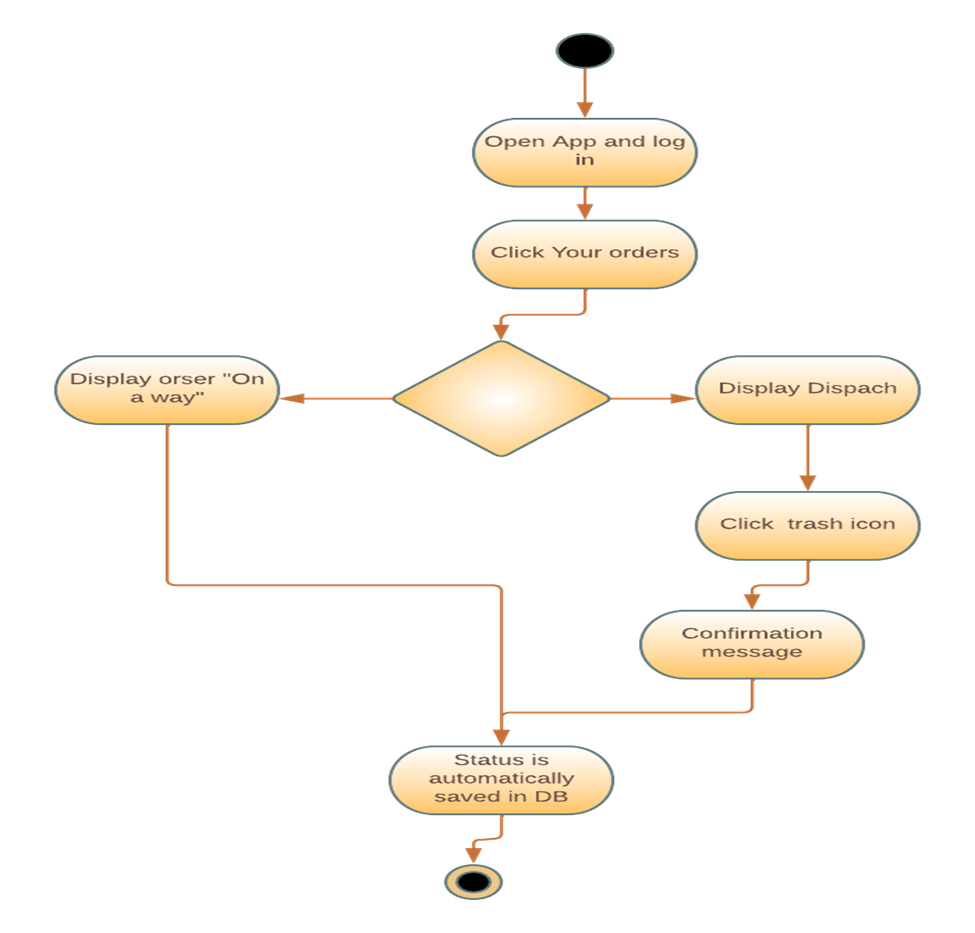 Open App and log
in
Click Your orders
Display orser "On
a way"
Display Dispach
Click  trash icon
Confirmation
message
Status is
automatically
saved in DB